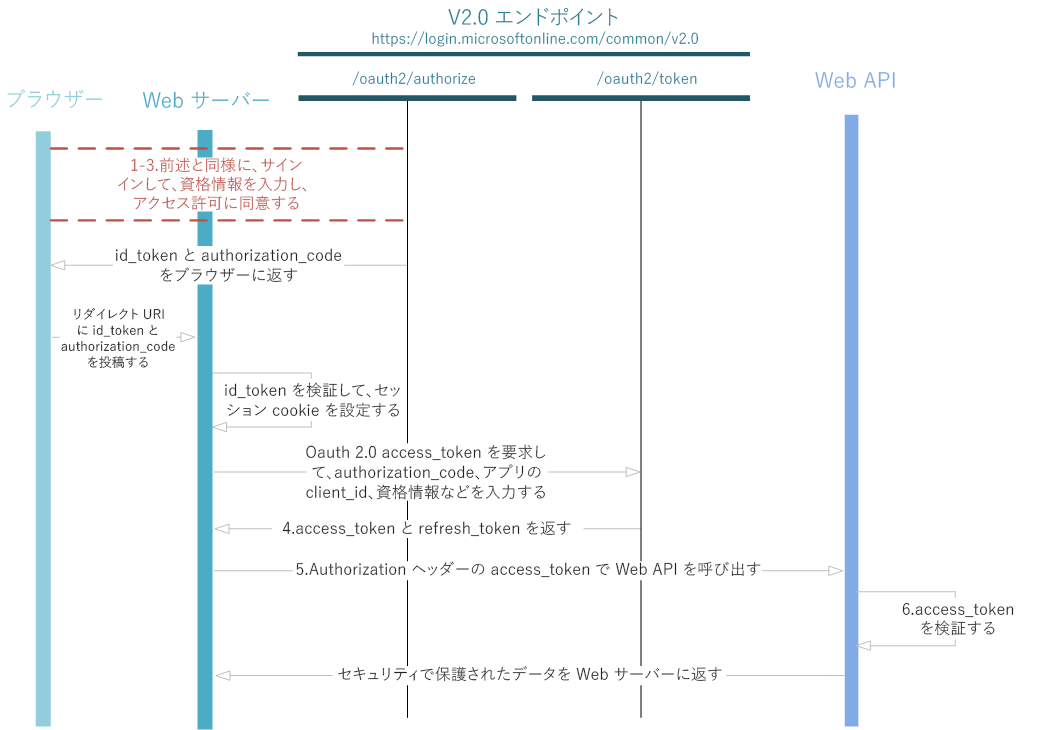 V2.0 エンドポイント
https://login.microsoftonline.com/common/v2.0
/oauth2/authorize
/oauth2/token
Web API
ブラウザー
Web サーバー
1-3.前述と同様に、サイン
インして、資格情報を入力し、
アクセス許可に同意する
id_token と authorization_code
をブラウザーに返す
リダイレクト URI
に id_token と
authorization_code
を投稿する
id_token を検証して、セッ
ション cookie を設定する
Oauth 2.0 access_token を要求し
て、authorization_code、アプリの
client_id、資格情報などを入力する
4.access_token と refresh_token を返す
5.Authorization ヘッダーの access_token で Web API を呼び出す
6.access_token
を検証する
セキュリティで保護されたデータを Web サーバーに返す